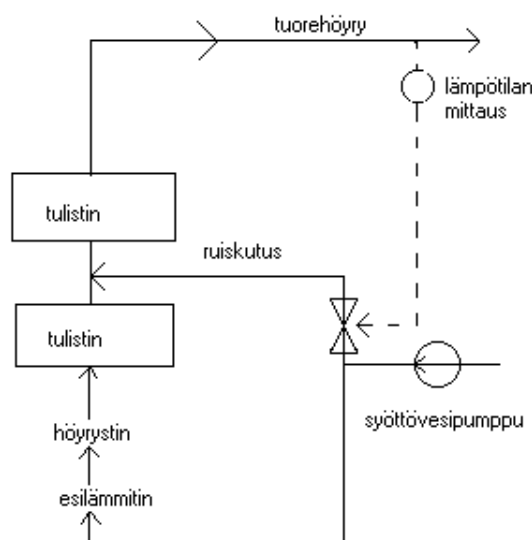 tuorehöyry
lämpötilan
mittaus
tulistin
ruiskutus
tulistin
höyrystin
syöttövesipumppu
esilämmitin